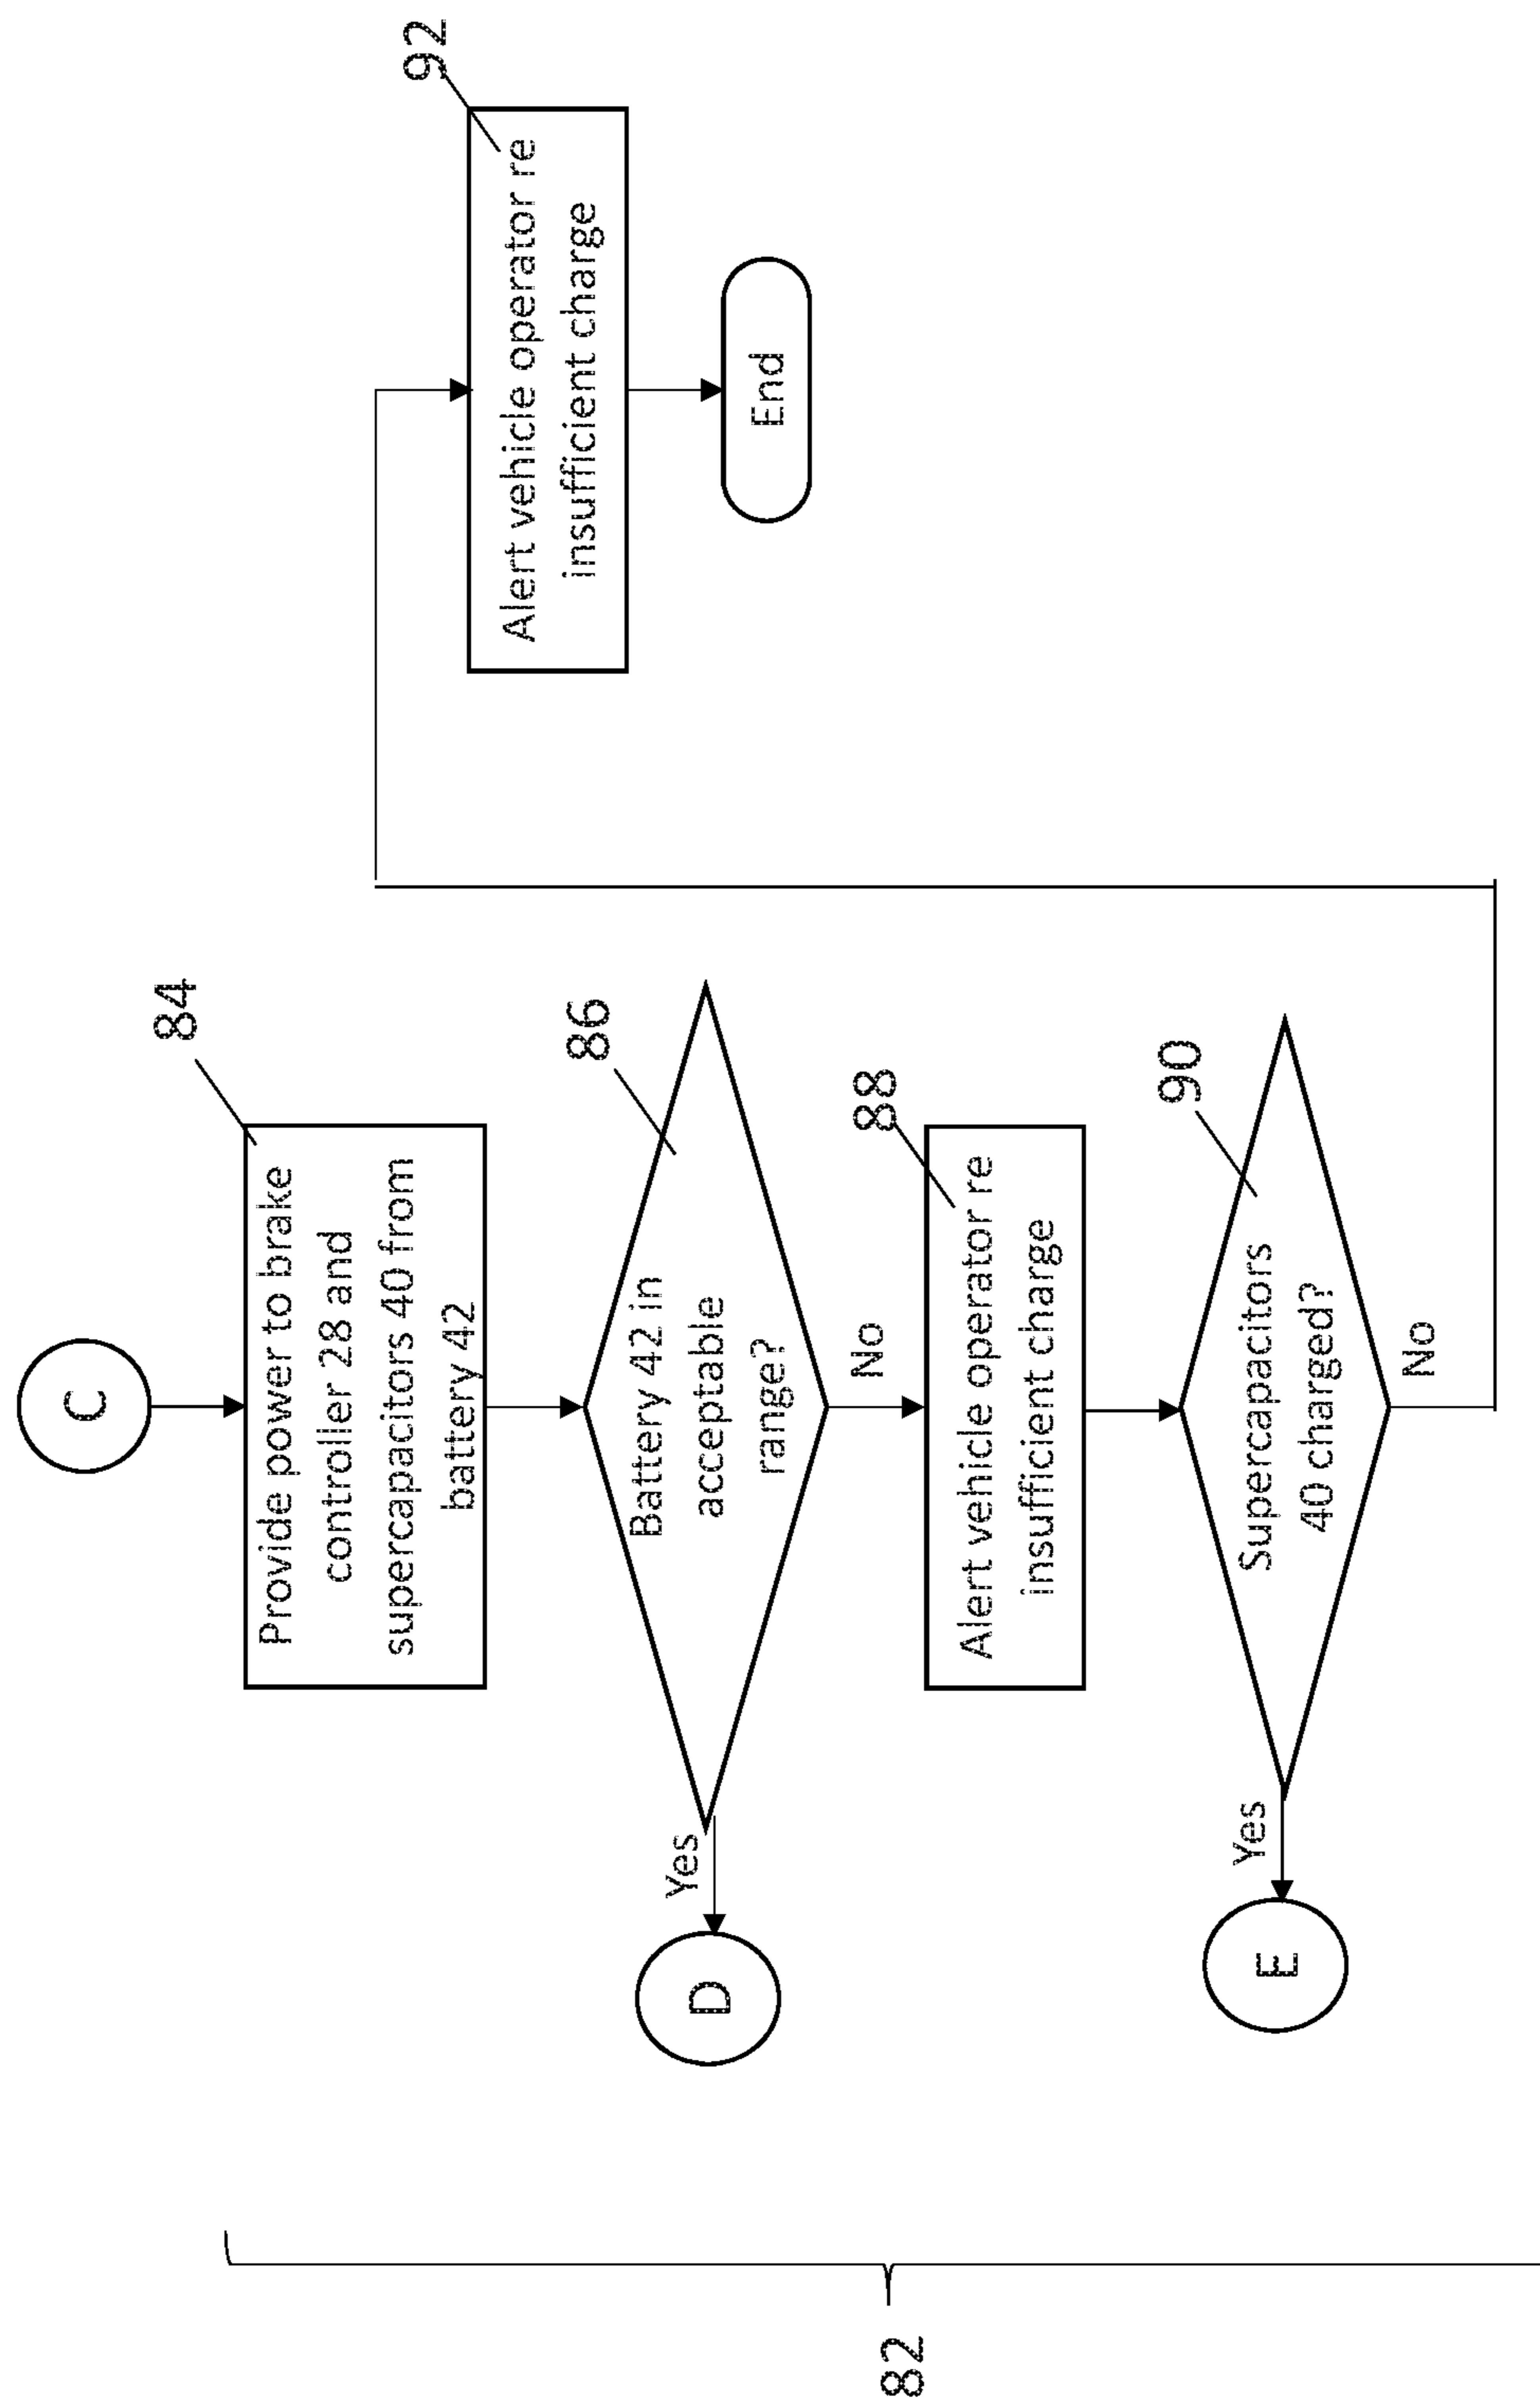 C
84
Provide power to brake
controller 28 and
supercapacitors 40 from
battery 42
86
Battery 42 in
acceptable
range?
Yes
D
No
88
Alert vehicle operator re
insufficient charge
90
Supercapacitors
40 charged?
Yes
E
No
92
Alert vehicle operator re
insufficient charge
End
82